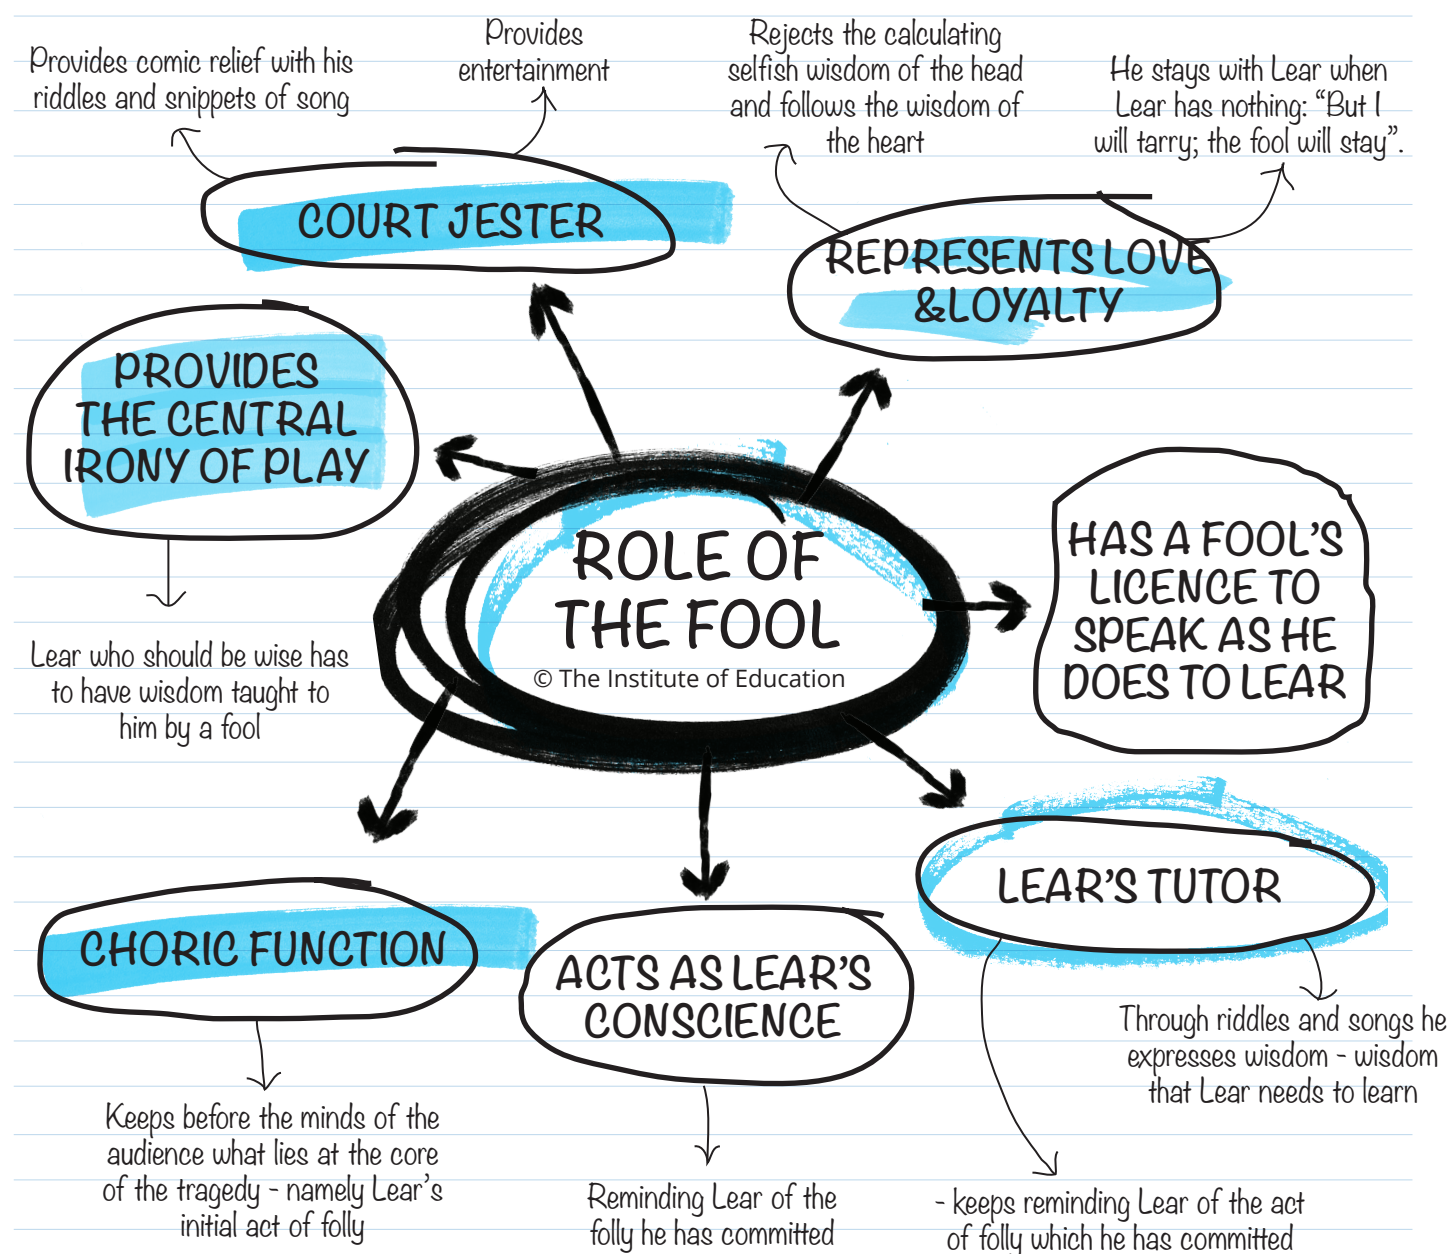 Provides comic relief with his
riddles and snippets of song
Provides
entertainment
COURT JESTER
Rejects the calculating
selfish wisdom of the head
and follows the wisdom of
the heart
He stays with Lear when
Lear has nothing: “But I
will tarry; the fool will stay”.
REPRESENTS LOVE
&LOYALTY
PROVIDES
THE CENTRAL
IRONY OF PLAY
Lear who should be wise has
to have wisdom taught to
him by a fool
ROLE OF
THE FOOL
© The Institute of Education
HAS A FOOL’S
LICENCE TO
SPEAK AS HE
DOES TO LEAR
CHORIC FUNCTION
Keeps before the minds of the
audience what lies at the core
of the tragedy - namely Lear’s
initial act of folly
ACTS AS LEAR’S
CONSCIENCE
Reminding Lear of the
folly he has committed
LEAR’S TUTOR
Through riddles and songs he
expresses wisdom - wisdom
that Lear needs to learn
- keeps reminding Lear of the act
of folly which he has committed